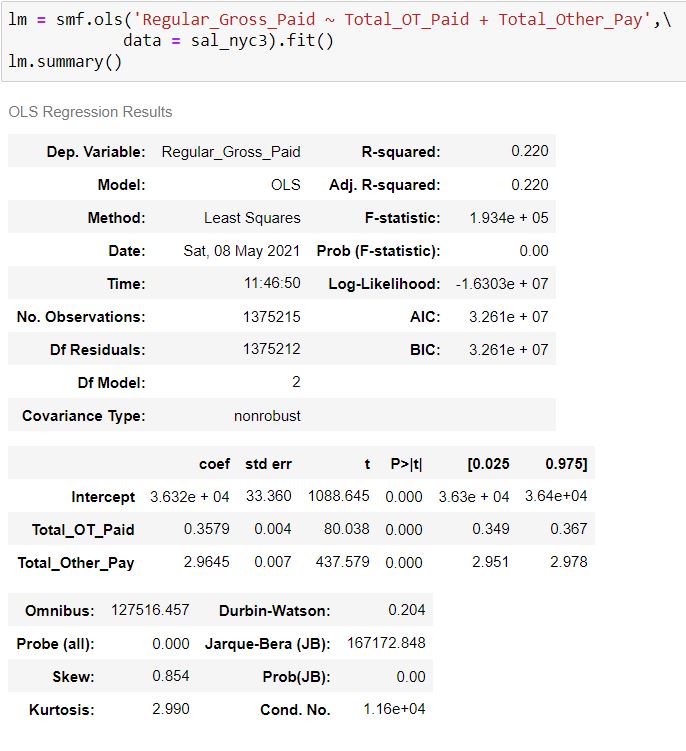 lm = smf.ols('Regular_Gross_Paid ~ Total_OT_Paid + Total_Other_Pay',\
data = sal_nyc3).fit()
lm.summary()
OLS Regression Results
Dep. Variable: Regular_Gross_Paid R-squared: 0.220
Model: OLS Adj. R-squared: 0.220
Method: Least Squares F-statistic: 1.934e + 05
Date: Sat, 08 May 2021 Prob (F-statistic): 0.00
Time: 11:46:50 Log-Likelihood: -1.6303e + 07
No. Observations: 1375215 AIC: 3.261e + 07
Df Residuals: 1375212 BIC: 3.261e + 07
Df Model: 2
Covariance Type: nonrobust
coef std err t P>|t| [0.025 0.975]
Intercept 3.632e + 04 33.360 1088.645 0.000 3.63e + 04 3.64e+04
Total_OT_Paid 0.3579 0.004 80.038 0.000 0.349 0.367
Total_Other_Pay 2.9645 0.007 437.579 0.000 2.951 2.978
Omnibus: 127516.457 Durbin-Watson: 0.204
Probe (all): 0.000 Jarque-Bera (JB): 167172.848
Skew: 0.854 Prob(JB): 0.00
Kurtosis: 2.990 Cond. No. 1.16e+04